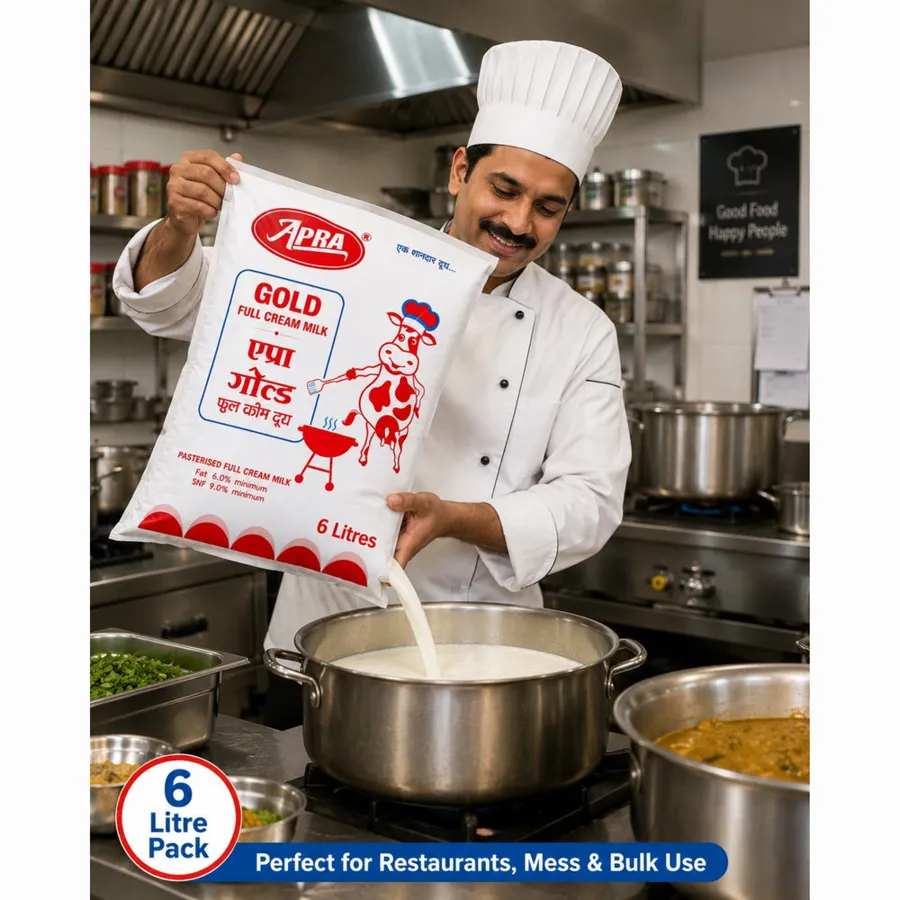 APRA®
एक शानदार दूध...
GOLD
FULL CREAM MILK
एप्रा
गोल्ड
फुल क्रीम दूध
PASTERISED FULL CREAM MILK
Fat 6.0% minimum
SNF 9.0% minimum
6 Litres
Good Food
Happy People
6
Litre
Pack
Perfect for Restaurants, Mess & Bulk Use